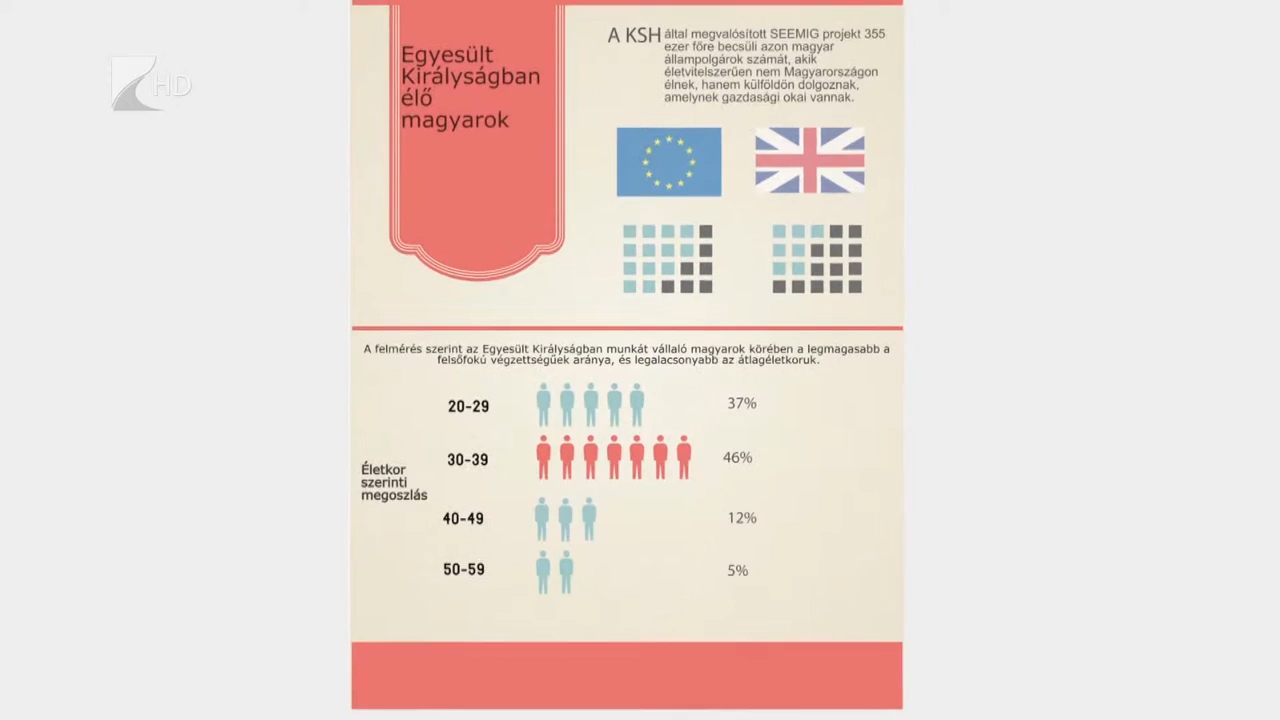 HD
Egyesült
Királyságban
élő
magyarok
A KSH által megvalósított SEEMIG projekt 355
ezer főre becsüli azon magyar
állampolgárok számát, akik
életvitelszerűen nem Magyarországon
élnek, hanem külföldön dolgoznak,
amelynek gazdasági okai vannak.
A felmérés szerint az Egyesült Királyságban munkát vállaló magyarok körében a legmagasabb a
felsőfokú végzettségűek aránya, és legalacsonyabb az átlagéletkoruk.
Életkor
szerinti
megoszlás
20-29 37%
30-39 46%
40-49 12%
50-59 5%